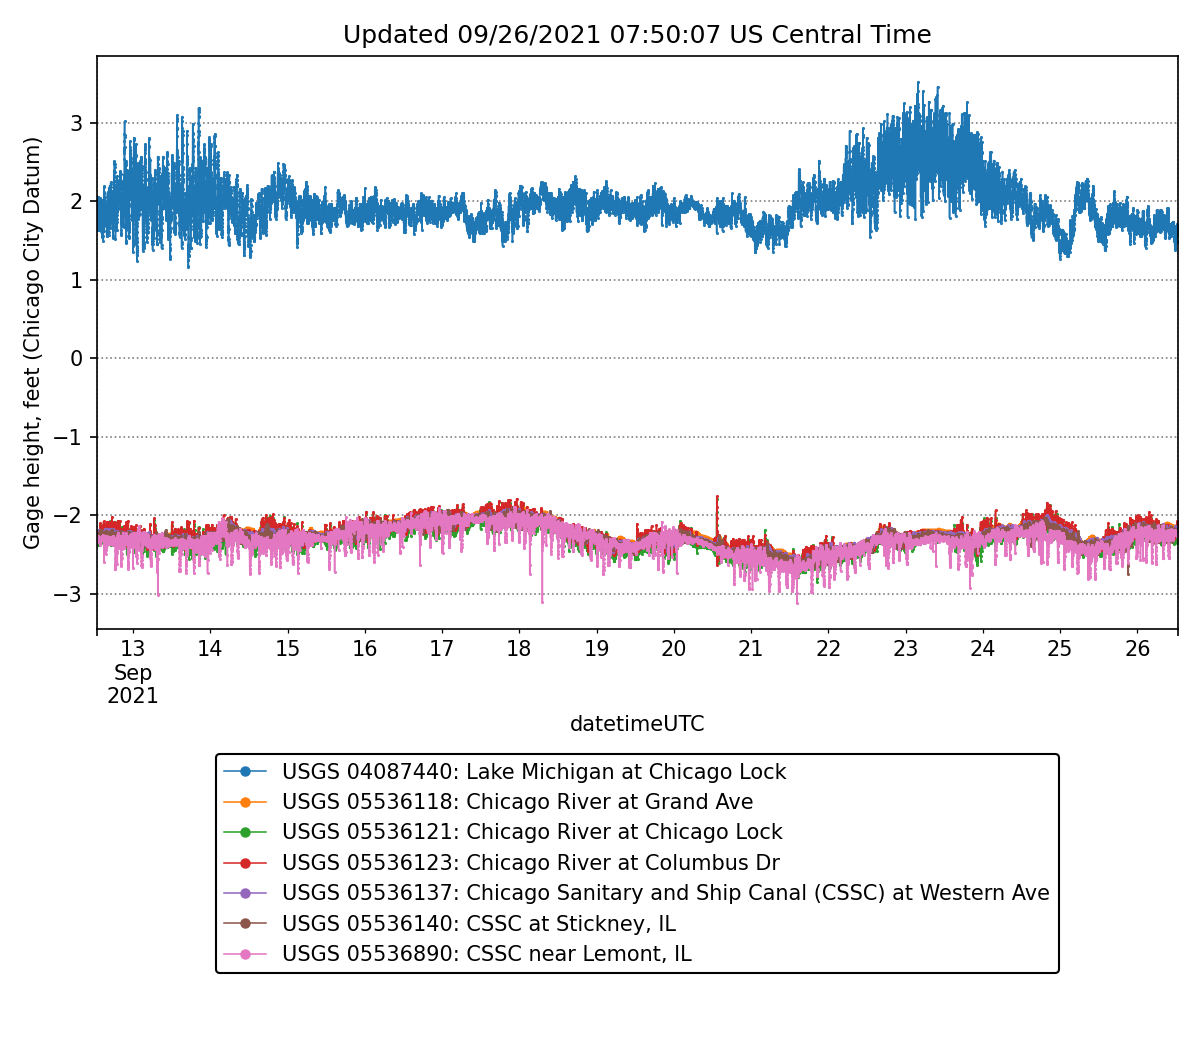 Updated 09/26/2021 07:50:07 US Central Time
Gage height, feet (Chicago City Datum)
3
2
1
0
−1
−2
−3
13 14 15 16 17 18 19 20 21 22 23 24 25 26
Sep
2021
datetimeUTC
USGS 04087440: Lake Michigan at Chicago Lock
USGS 05536118: Chicago River at Grand Ave
USGS 05536121: Chicago River at Chicago Lock
USGS 05536123: Chicago River at Columbus Dr
USGS 05536137: Chicago Sanitary and Ship Canal (CSSC) at Western Ave
USGS 05536140: CSSC at Stickney, IL
USGS 05536890: CSSC near Lemont, IL